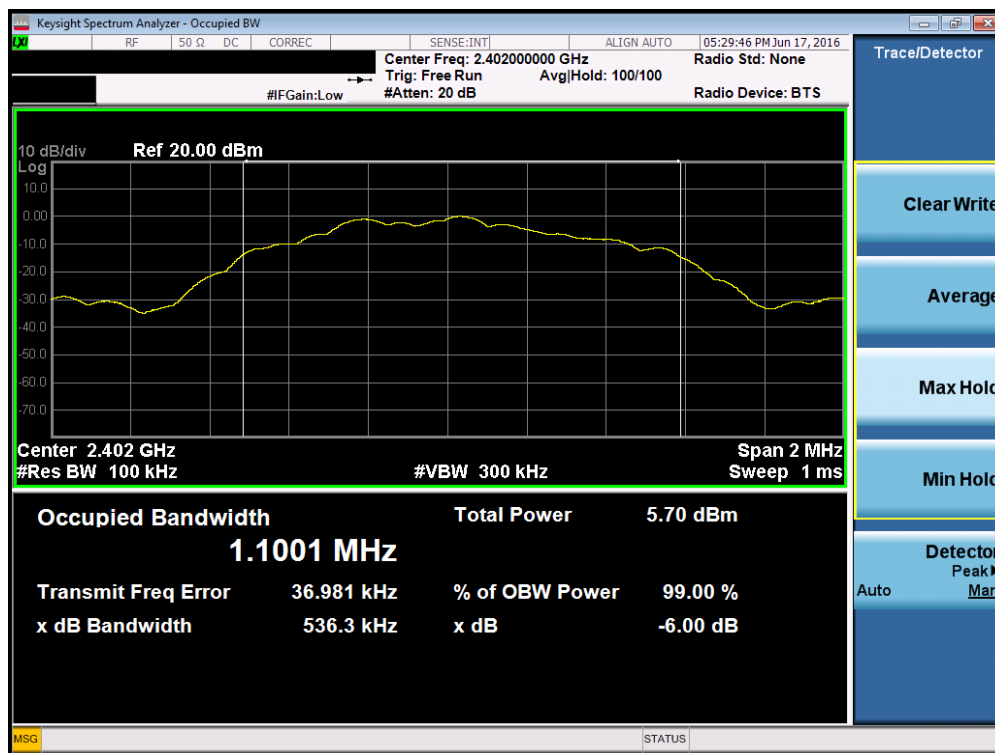 Keysight Spectrum Analyzer - Occupied BW
LXI RF 50 Ω DC CORREC SENSE:INT ALIGN AUTO 05:29:46 PM Jun 17, 2016
Center Freq: 2.402000000 GHz Radio Std: None
Trig: Free Run Avg|Hold: 100/100
#IFGain:Low #Atten: 20 dB Radio Device: BTS
10 dB/div Ref 20.00 dBm
Log
10.0
0.00
-10.0
-20.0
-30.0
-40.0
-50.0
-60.0
-70.0
Center 2.402 GHz Span 2 MHz
#Res BW 100 kHz #VBW 300 kHz Sweep 1 ms
Occupied Bandwidth Total Power 5.70 dBm
1.1001 MHz
Transmit Freq Error 36.981 kHz % of OBW Power 99.00 %
x dB Bandwidth 536.3 kHz x dB -6.00 dB
Trace/Detector
Clear Write
Average
Max Hold
Min Hold
Detector
Peak
Auto Man
MSG STATUS